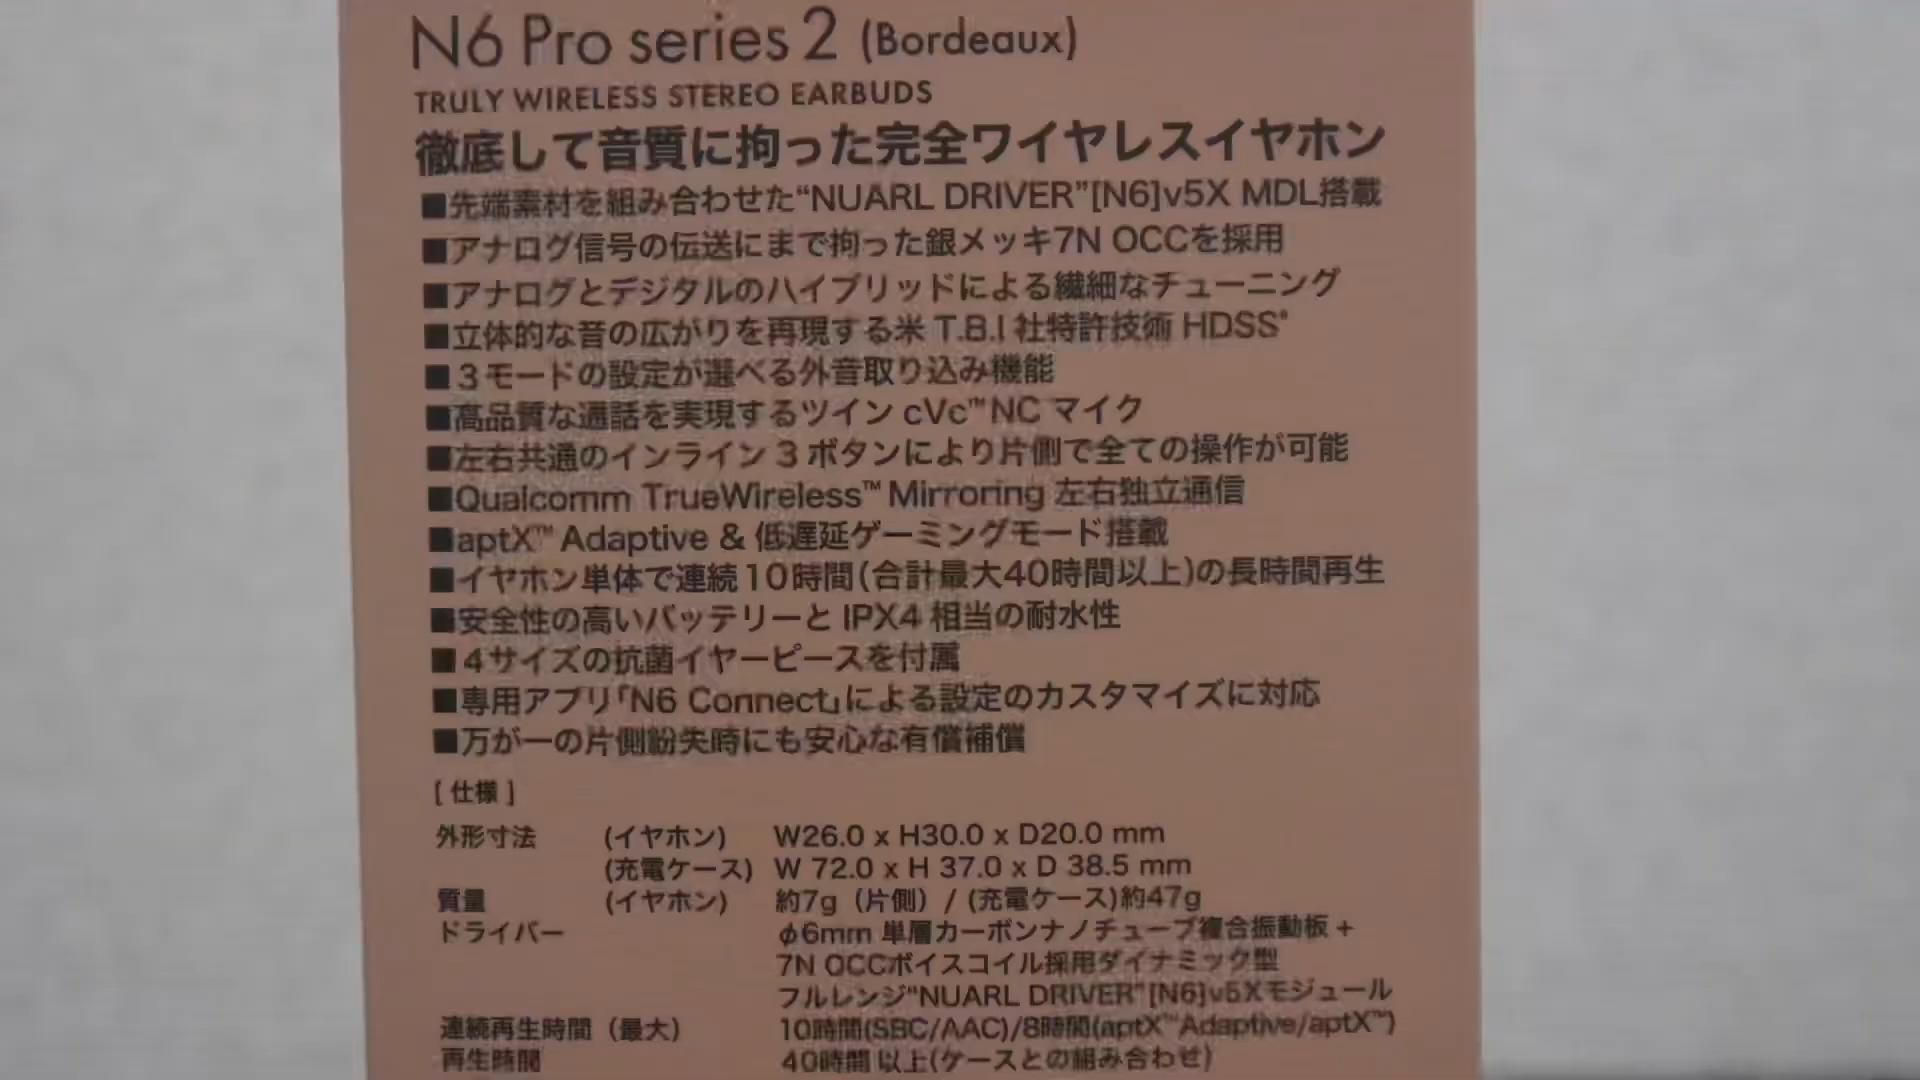 N6 Pro series 2 (Bordeaux)
TRULY WIRELESS STEREO EARBUDS
徹底して音質に拘った完全ワイヤレスイヤホン
■先端素材を組み合わせた“NUARL DRIVER”[N6]v5X MDL搭載
■アナログ信号の伝送にまで拘った銀メッキ7N OCCを採用
■アナログとデジタルのハイブリッドによる繊細なチューニング
■立体的な音の広がりを再現する米 T.B.I 社特許技術 HDSS®
■3モードの設定が選べる外音取り込み機能
■高品質な通話を実現するツイン cVc™NC マイク
■左右共通のインライン3ボタンにより片側で全ての操作が可能
■Qualcomm TrueWireless™ Mirroring 左右独立通信
■aptX™ Adaptive & 低遅延ゲーミングモード搭載
■イヤホン単体で連続10時間(合計最大40時間以上)の長時間再生
■安全性の高いバッテリーと IPX4 相当の耐水性
■4サイズの抗菌イヤーピースを付属
■専用アプリ「N6 Connect」による設定のカスタマイズに対応
■万が一の片側紛失時にも安心な有償補償
[ 仕様 ]
外形寸法 (イヤホン) W26.0 x H30.0 x D20.0 mm
(充電ケース) W 72.0 x H 37.0 x D 38.5 mm
質量 (イヤホン) 約7g（片側）/ (充電ケース)約47g
ドライバー φ6mm 単層カーボンナノチューブ複合振動板 +
7N OCCボイスコイル採用ダイナミック型
フルレンジ“NUARL DRIVER”[N6]v5Xモジュール
連続再生時間（最大） 10時間(SBC/AAC)/8時間(aptX™Adaptive/aptX™)
再生時間 40時間以上(ケースとの組み合わせ)